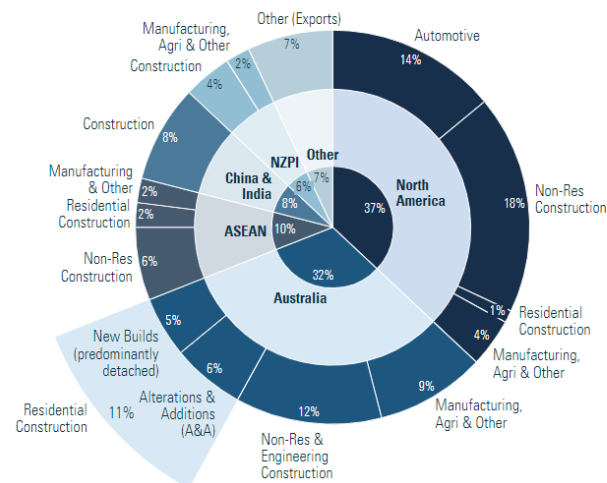 Other (Exports)
7%
Automotive
14%
Non-Res
Construction
18%
Residential
Construction
1%
Manufacturing,
Agri & Other
4%
Manufacturing,
Agri & Other
9%
Non-Res &
Engineering
Construction
12%
Alterations &
Additions
(A&A)
6%
New Builds
(predominantly
detached)
5%
Residential
Construction
11%
Non-Res
Construction
6%
Residential
Construction
2%
Manufacturing
& Other
2%
Construction
8%
Construction
4%
Manufacturing,
Agri & Other
2%
North
America
37%
Australia
32%
ASEAN
10%
China &
India
8%
NZPI
6%
Other
7%